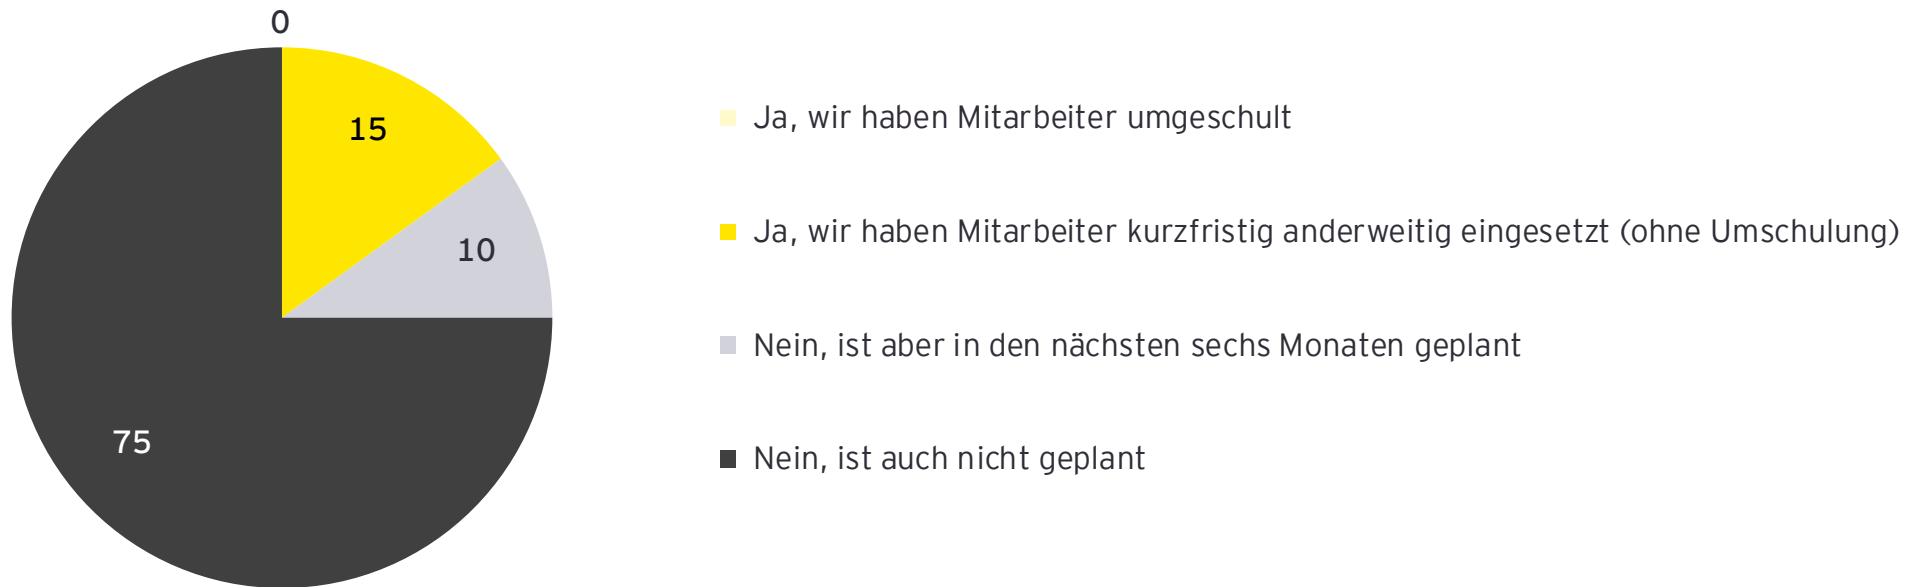 0
15
10
75
Ja, wir haben Mitarbeiter umgeschult
Ja, wir haben Mitarbeiter kurzfristig anderweitig eingesetzt (ohne Umschulung)
Nein, ist aber in den nächsten sechs Monaten geplant
Nein, ist auch nicht geplant